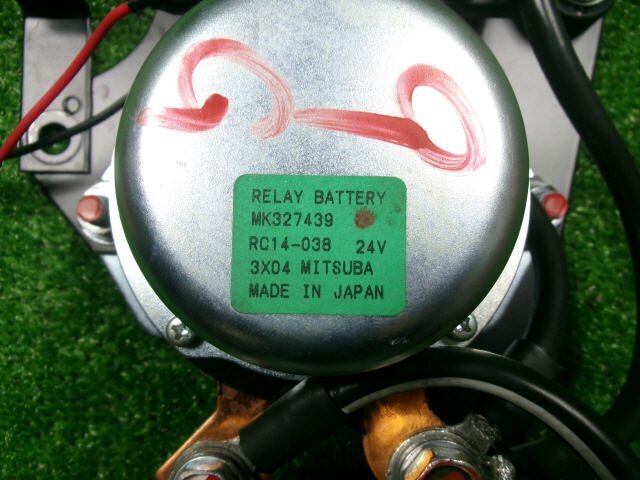 RELAY BATTERY
MK327439
RC14-038 24V
3X04 MITSUBA
MADE IN JAPAN